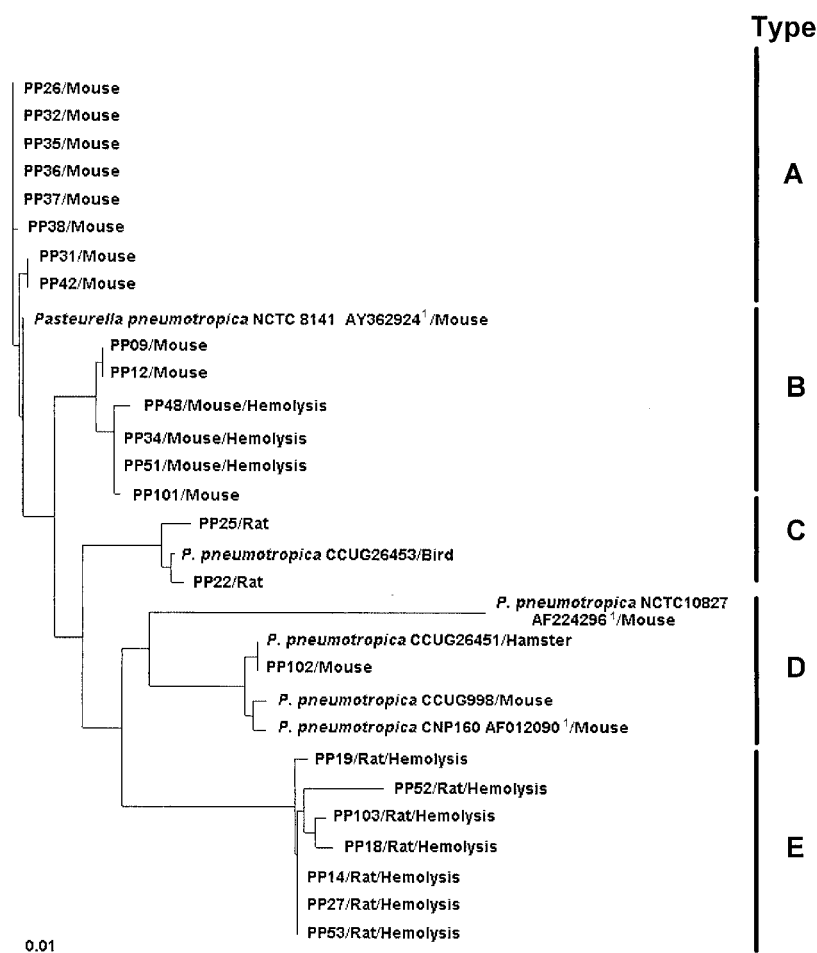 Type
PP26/Mouse
PP32/Mouse
PP35/Mouse
PP36/Mouse
PP37/Mouse
PP38/Mouse
PP31/Mouse
PP42/Mouse
A
Pasteurella pneumotropica NCTC 8141 AY362924¹/Mouse
PP09/Mouse
PP12/Mouse
PP48/Mouse/Hemolysis
PP34/Mouse/Hemolysis
PP51/Mouse/Hemolysis
PP101/Mouse
B
PP25/Rat
P. pneumotropica CCUG26453/Bird
PP22/Rat
C
P. pneumotropica NCTC10827
AF224296¹/Mouse
P. pneumotropica CCUG26451/Hamster
PP102/Mouse
P. pneumotropica CCUG998/Mouse
P. pneumotropica CNP160 AF012090¹/Mouse
D
PP19/Rat/Hemolysis
PP52/Rat/Hemolysis
PP103/Rat/Hemolysis
PP18/Rat/Hemolysis
PP14/Rat/Hemolysis
PP27/Rat/Hemolysis
PP53/Rat/Hemolysis
E
0.01